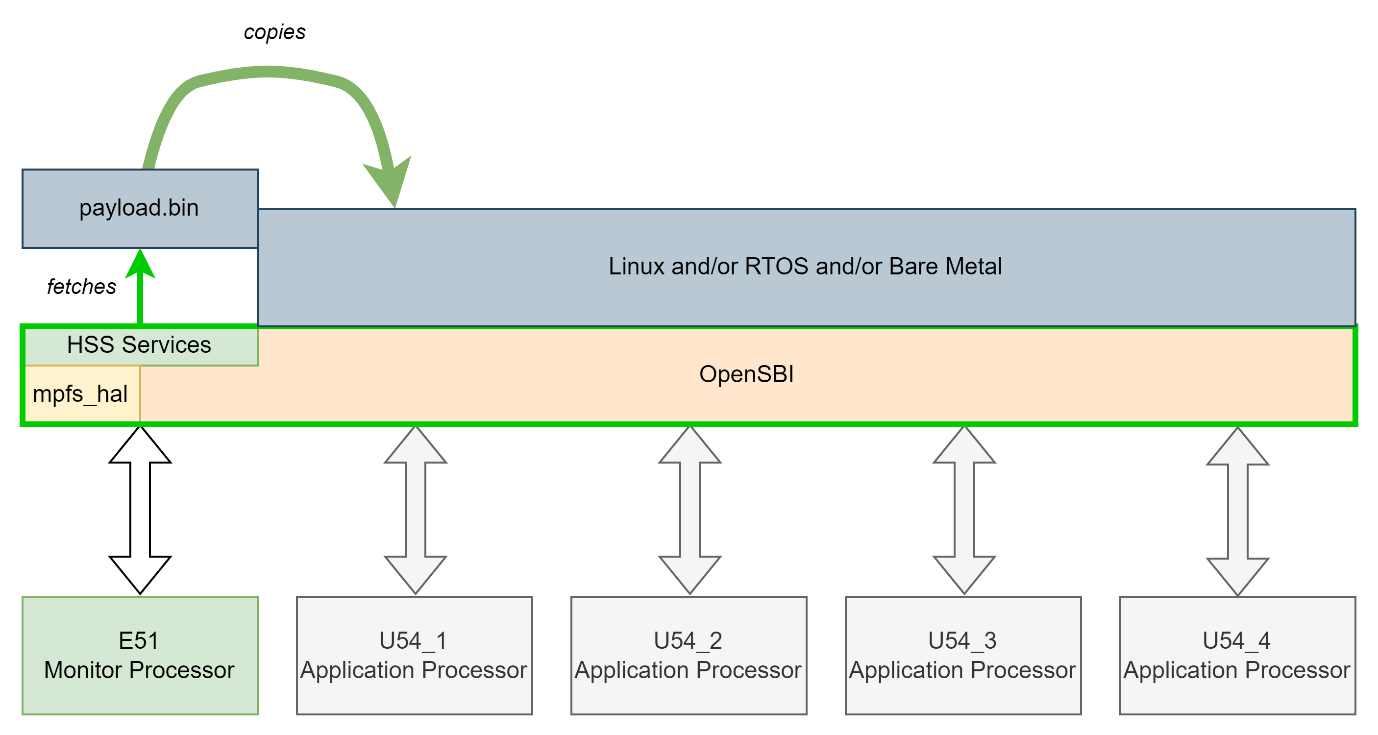 copies
payload.bin
fetches
Linux and/or RTOS and/or Bare Metal
HSS Services
mpfs_hal
OpenSBI
E51
Monitor Processor
U54_1
Application Processor
U54_2
Application Processor
U54_3
Application Processor
U54_4
Application Processor